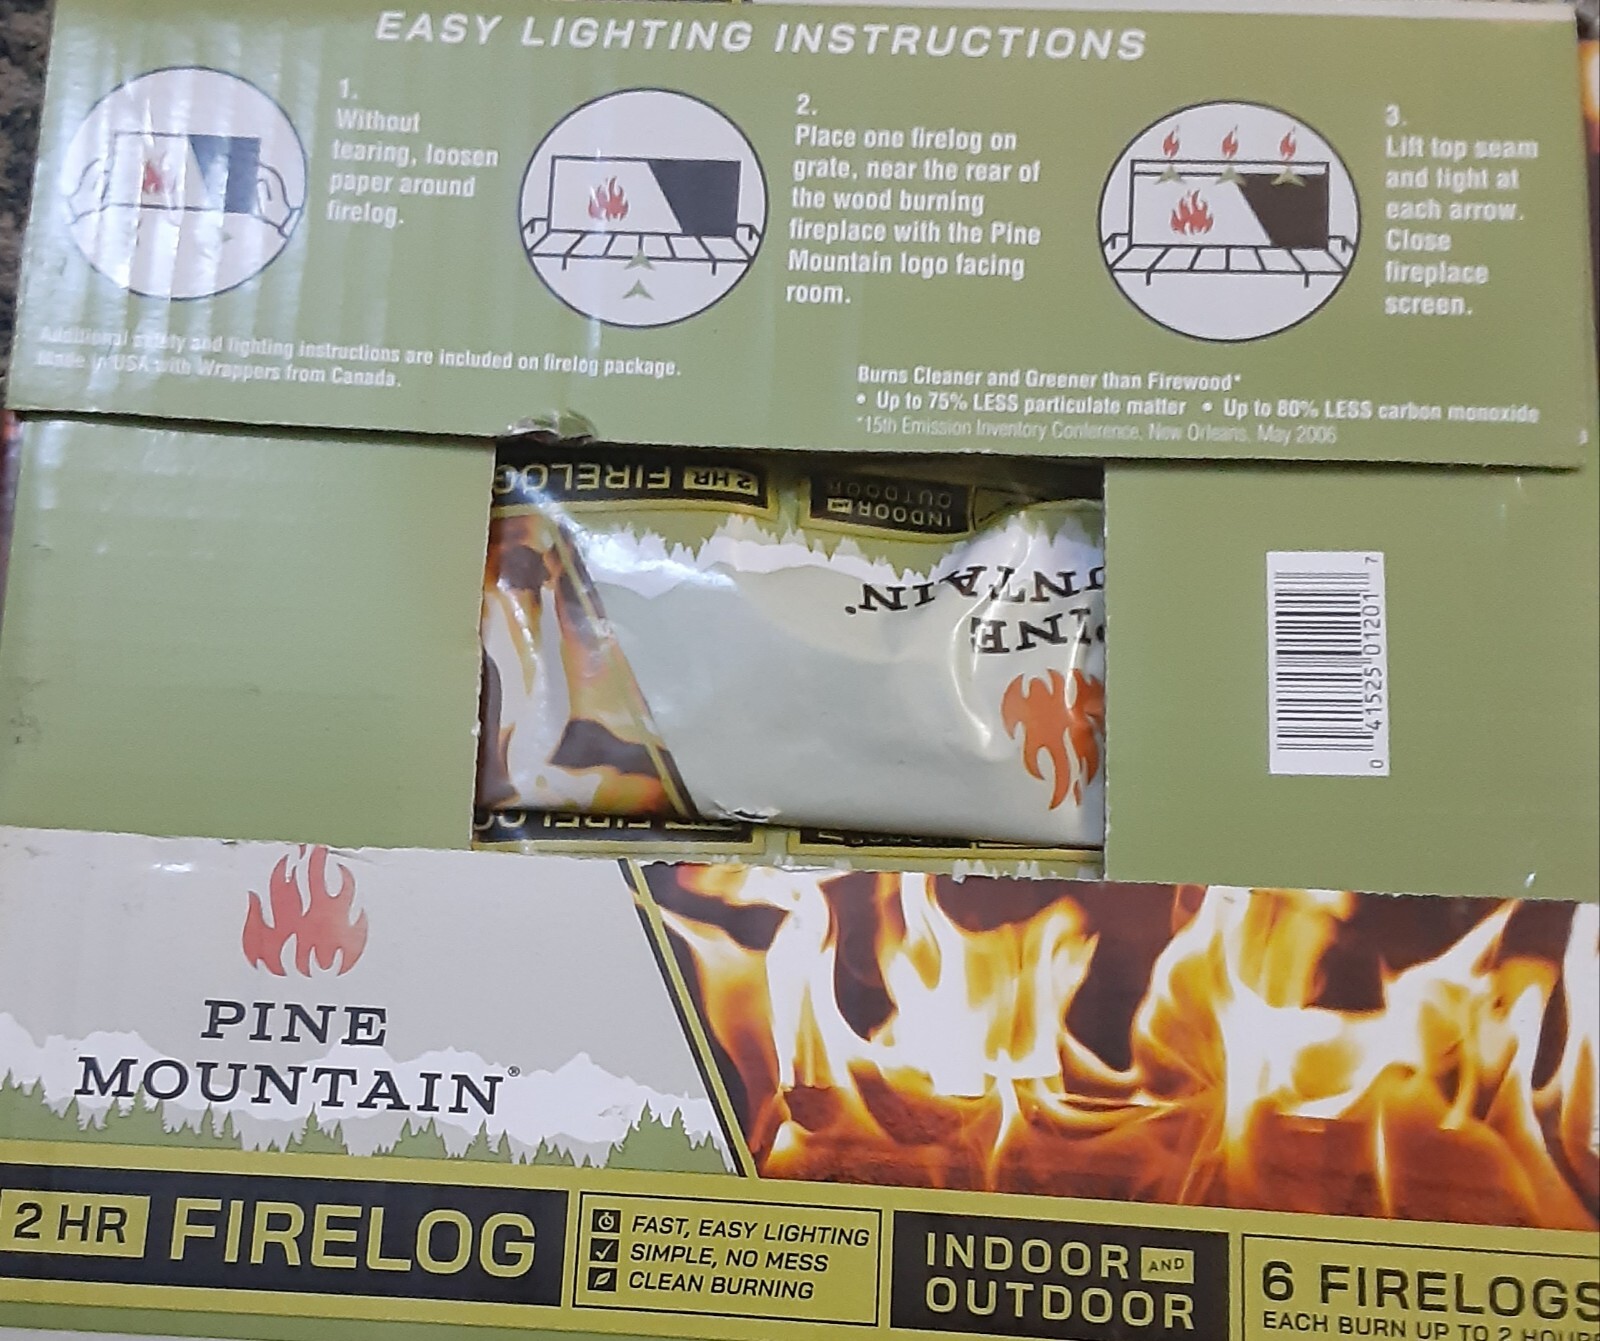 EASY LIGHTING INSTRUCTIONS
1.
Without
tearing, loosen
paper around
firelog.
2.
Place one firelog on
grate, near the rear of
the wood burning
fireplace with the Pine
Mountain logo facing
room.
3.
Lift top seam
and light at
each arrow.
Close
fireplace
screen.
Additional safety and lighting instructions are included on firelog package.
Made in USA with Wrappers from Canada.
Burns Cleaner and Greener than Firewood*
• Up to 75% LESS particulate matter • Up to 80% LESS carbon monoxide
*15th Emission Inventory Conference, New Orleans, May 2006
2 HR FIRELOG
INDOOR AND
OUTDOOR
PINE
MOUNTAIN®
0 41525 01201 7
PINE
MOUNTAIN®
2 HR FIRELOG
FAST, EASY LIGHTING
SIMPLE, NO MESS
CLEAN BURNING
INDOOR AND
OUTDOOR
6 FIRELOGS
EACH BURN UP TO 2 HOURS